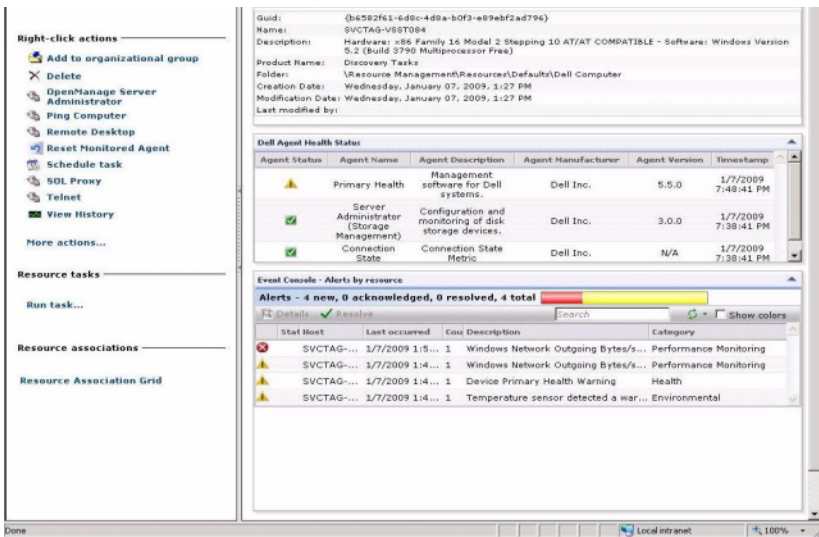 Right-click actions
Add to organizational group
Delete
OpenManage Server
Administrator
Ping Computer
Remote Desktop
Reset Monitored Agent
Schedule task
SOL Proxy
Telnet
View History
More actions...
Resource tasks
Run task...
Resource associations
Resource Association Grid
Guid: {b6582f61-6d8c-4d8a-b0f3-e89ebf2ad796}
Name: SVCTAG-VSST084
Description: Hardware: x86 Family 16 Model 2 Stepping 10 AT/AT COMPATIBLE - Software: Windows Version
5.2 (Build 3790 Multiprocessor Free)
Product Name: Discovery Tasks
Folder: \Resource Management\Resources\Defaults\Dell Computer
Creation Date: Wednesday, January 07, 2009, 1:27 PM
Modification Date: Wednesday, January 07, 2009, 1:27 PM
Last modified by:
Dell Agent Health Status
Agent Status Agent Name Agent Description Agent Manufacturer Agent Version Timestamp
Primary Health Management software for Dell systems. Dell Inc. 5.5.0 1/7/2009 7:48:41 PM
Server Administrator (Storage Management) Configuration and monitoring of disk storage devices. Dell Inc. 3.0.0 1/7/2009 7:38:41 PM
Connection State Connection State Metric Dell Inc. N/A 1/7/2009 7:38:41 PM
Event Console - Alerts by resource
Alerts - 4 new, 0 acknowledged, 0 resolved, 4 total
Details Resolve Search Show colors
Stat Host Last occurred Cou Description Category
SVCTAG-... 1/7/2009 1:5... 1 Windows Network Outgoing Bytes/s... Performance Monitoring
SVCTAG-... 1/7/2009 1:4... 1 Windows Network Outgoing Bytes/s... Performance Monitoring
SVCTAG-... 1/7/2009 1:4... 1 Device Primary Health Warning Health
SVCTAG-... 1/7/2009 1:4... 1 Temperature sensor detected a war... Environmental
Done Local intranet 100%